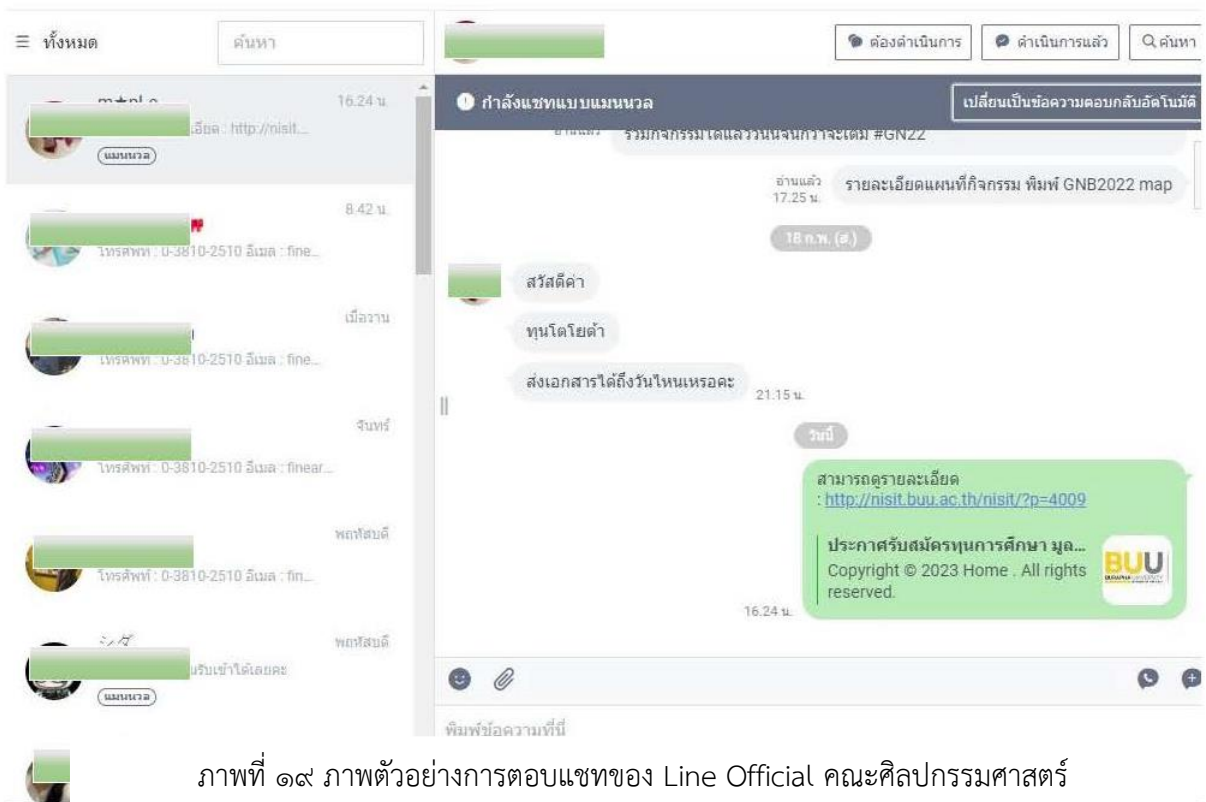 ทั้งหมด
ค้นหา
16.24 น.
: http://nisit...
แมนนวล
8.42 น.
โทรศัพท์ : 0-3810-2510 อีเมล : fine...
เมื่อวาน
โทรศัพท์ : 0-3810-2510 อีเมล : fine...
จันทร์
โทรศัพท์ : 0-3810-2510 อีเมล : finear...
พฤหัสบดี
โทรศัพท์ : 0-3810-2510 อีเมล : fin...
シダ
พฤหัสบดี
รับเข้าได้เลยคะ
แมนนวล
ต้องดำเนินการ
ดำเนินการแล้ว
ค้นหา
กำลังแชทแบบแมนนวล
เปลี่ยนเป็นข้อความตอบกลับอัตโนมัติ
อ่านแล้ว
#GN22
อ่านแล้ว
17.25 น.
รายละเอียดแผนที่กิจกรรม พิมพ์ GNB2022 map
18 ก.พ. (ส.)
สวัสดีค่า
ทุนโตโยต้า
ส่งเอกสารได้ถึงวันไหนเหรอคะ
21.15 น.
วันนี้
สามารถดูรายละเอียด
: http://nisit.buu.ac.th/nisit/?p=4009
ประกาศรับสมัครทุนการศึกษา มูล...
Copyright © 2023 Home . All rights
reserved.
BUU
16.24 น.
พิมพ์ข้อความที่นี่
ภาพที่ ๑๙ ภาพตัวอย่างการตอบแชทของ Line Official คณะศิลปกรรมศาสตร์